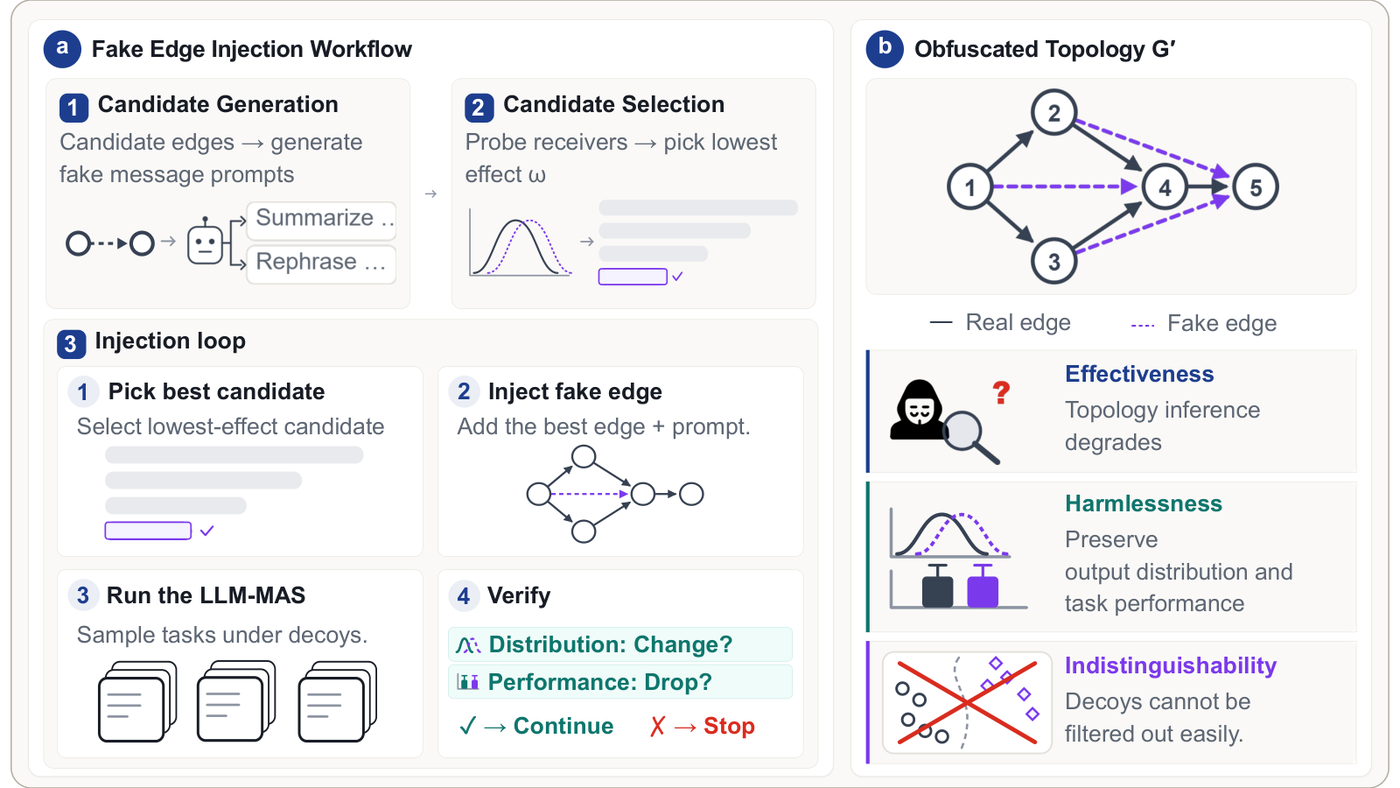 a Fake Edge Injection Workflow
1 Candidate Generation
Candidate edges → generate
fake message prompts
Summarize ..
Rephrase ...
→
2 Candidate Selection
Probe receivers → pick lowest
effect ω
3 Injection loop
1 Pick best candidate
Select lowest-effect candidate
2 Inject fake edge
Add the best edge + prompt.
3 Run the LLM-MAS
Sample tasks under decoys.
4 Verify
Distribution: Change?
Performance: Drop?
✓ → Continue ✗ → Stop
b Obfuscated Topology G′
2
1 4 5
3
Real edge Fake edge
?
Effectiveness
Topology inference
degrades
Harmlessness
Preserve
output distribution and
task performance
Indistinguishability
Decoys cannot be
filtered out easily.